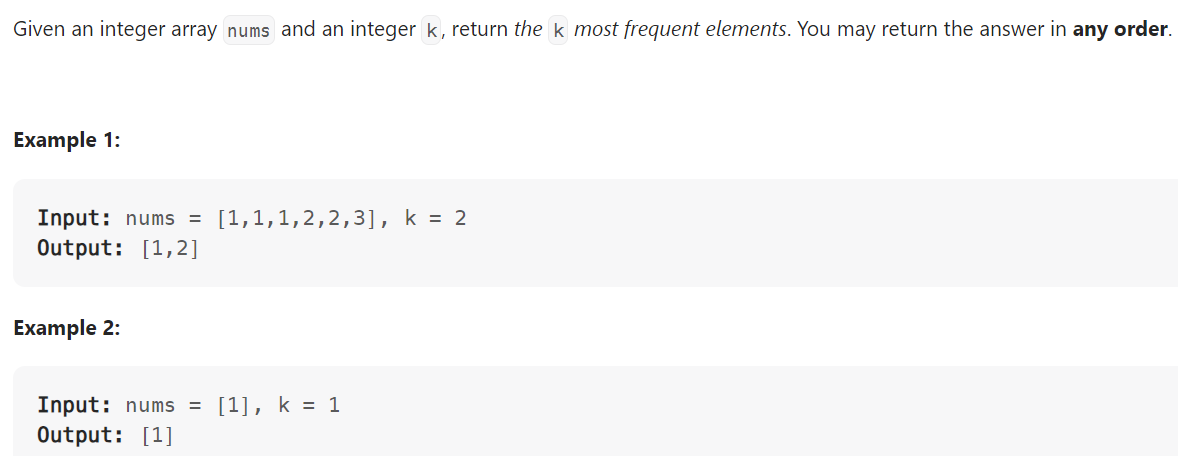 Given an integer array nums and an integer k, return the k most frequent elements. You may return the answer in any order.
Example 1:
Input: nums = [1,1,1,2,2,3], k = 2
Output: [1,2]
Example 2:
Input: nums = [1], k = 1
Output: [1]